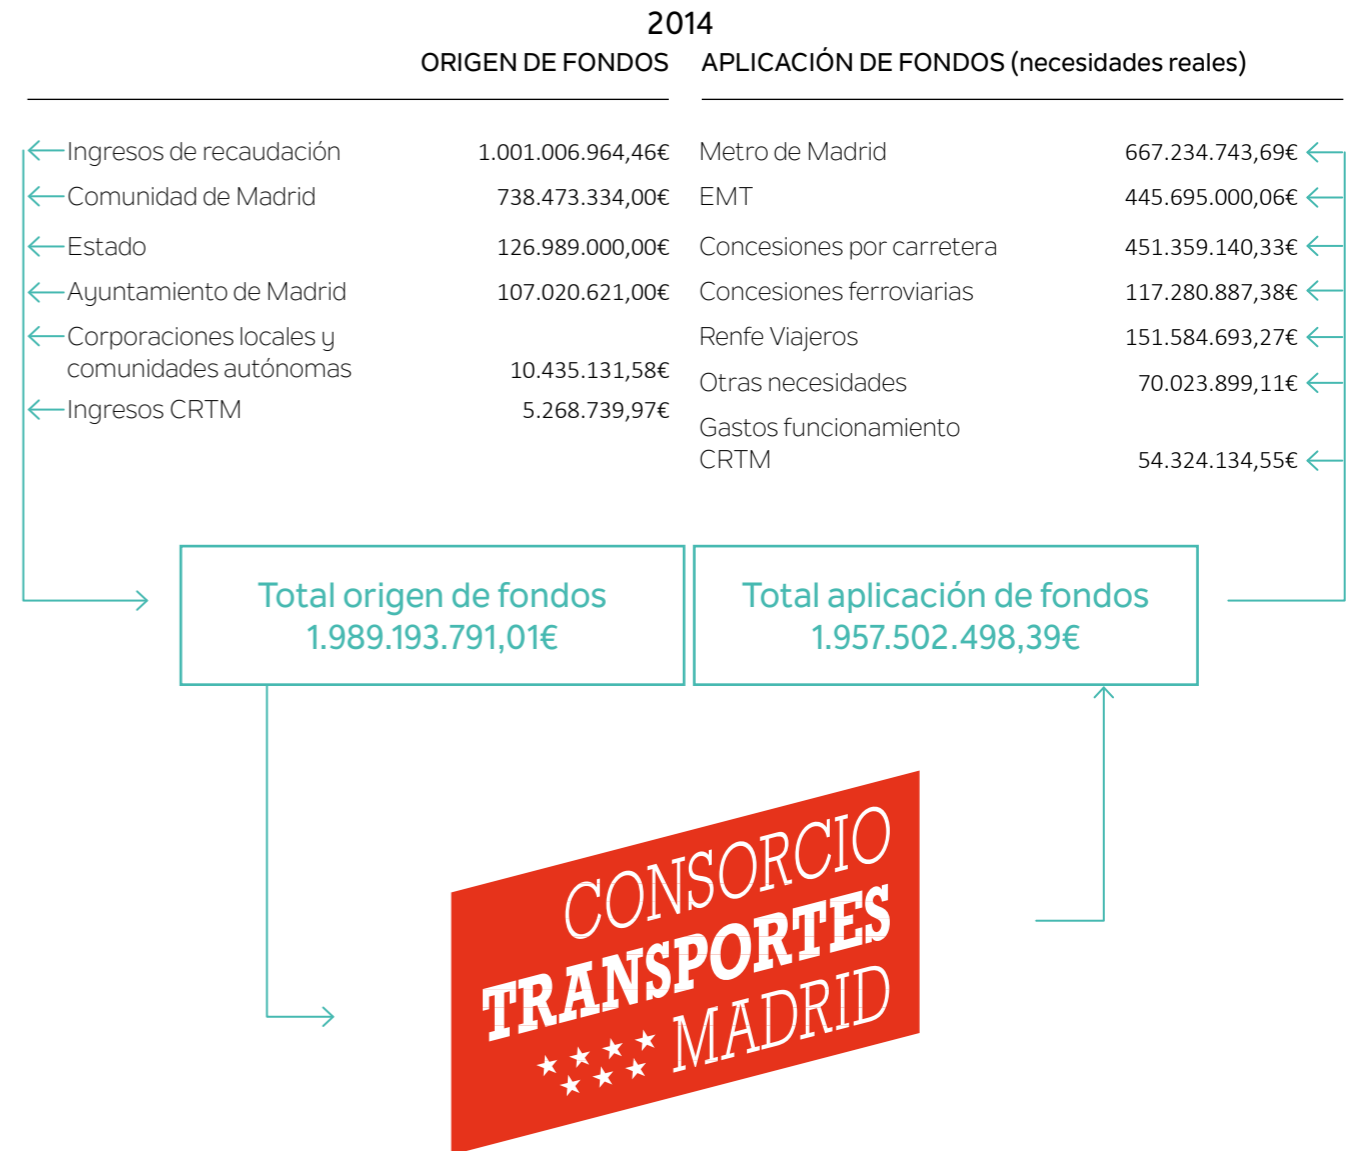 2014
ORIGEN DE FONDOS
Ingresos de recaudación 1.001.006.964,46€
Comunidad de Madrid 738.473.334,00€
Estado 126.989.000,00€
Ayuntamiento de Madrid 107.020.621,00€
Corporaciones locales y
comunidades autónomas 10.435.131,58€
Ingresos CRTM 5.268.739,97€
APLICACIÓN DE FONDOS (necesidades reales)
Metro de Madrid 667.234.743,69€
EMT 445.695.000,06€
Concesiones por carretera 451.359.140,33€
Concesiones ferroviarias 117.280.887,38€
Renfe Viajeros 151.584.693,27€
Otras necesidades 70.023.899,11€
Gastos funcionamiento
CRTM 54.324.134,55€
Total origen de fondos
1.989.193.791,01€
Total aplicación de fondos
1.957.502.498,39€
CONSORCIO
TRANSPORTES
MADRID